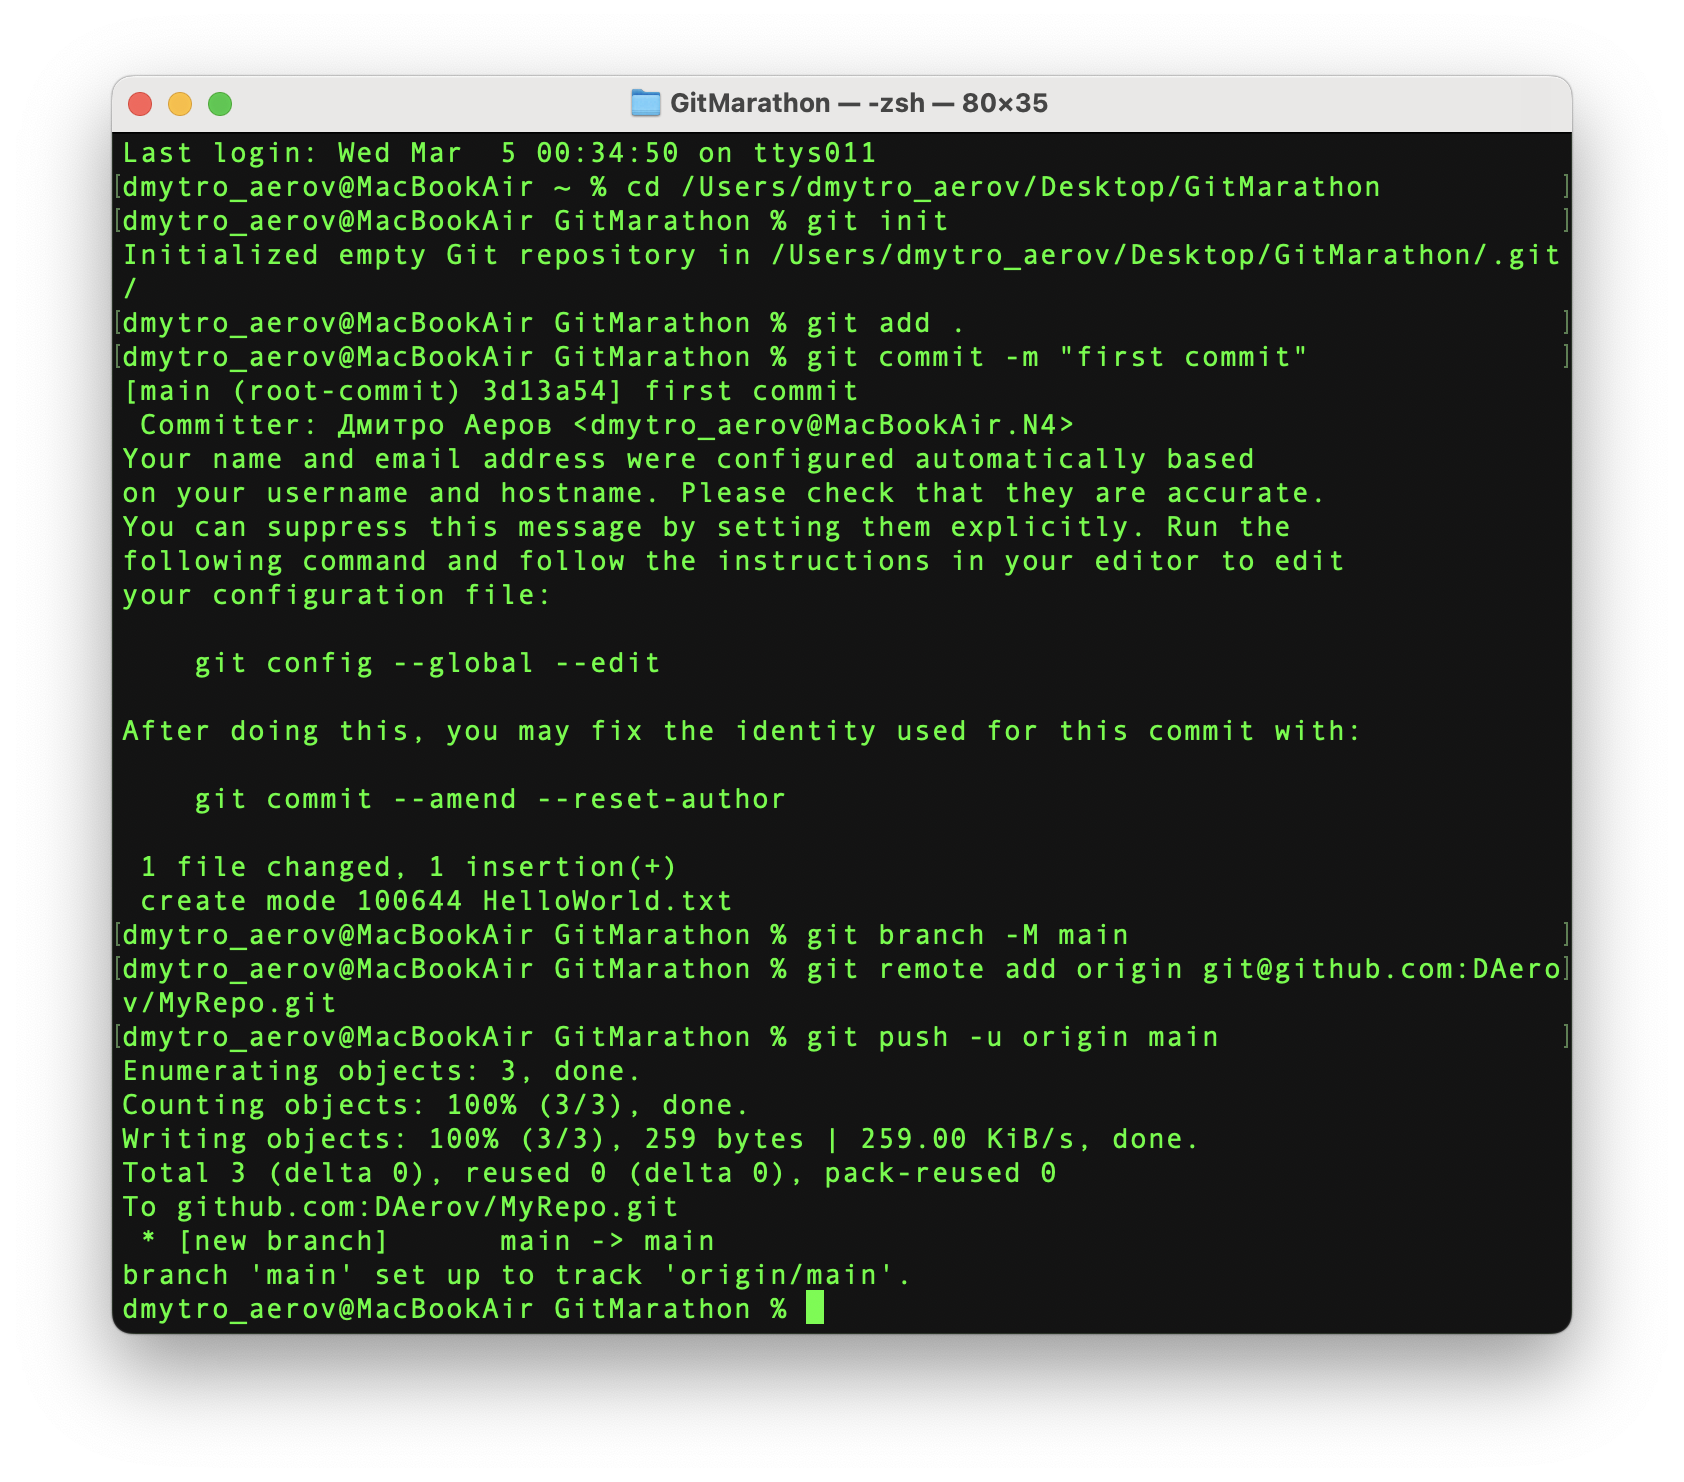 GitMarathon — -zsh — 80×35
Last login: Wed Mar  5 00:34:50 on ttys011
[dmytro_aerov@MacBookAir ~ % cd /Users/dmytro_aerov/Desktop/GitMarathon ]
[dmytro_aerov@MacBookAir GitMarathon % git init ]
Initialized empty Git repository in /Users/dmytro_aerov/Desktop/GitMarathon/.git
/
[dmytro_aerov@MacBookAir GitMarathon % git add . ]
[dmytro_aerov@MacBookAir GitMarathon % git commit -m "first commit" ]
[main (root-commit) 3d13a54] first commit
 Committer: Дмитро Аеров <dmytro_aerov@MacBookAir.N4>
Your name and email address were configured automatically based
on your username and hostname. Please check that they are accurate.
You can suppress this message by setting them explicitly. Run the
following command and follow the instructions in your editor to edit
your configuration file:
    git config --global --edit
After doing this, you may fix the identity used for this commit with:
    git commit --amend --reset-author
 1 file changed, 1 insertion(+)
 create mode 100644 HelloWorld.txt
[dmytro_aerov@MacBookAir GitMarathon % git branch -M main ]
[dmytro_aerov@MacBookAir GitMarathon % git remote add origin git@github.com:DAero]
v/MyRepo.git
[dmytro_aerov@MacBookAir GitMarathon % git push -u origin main ]
Enumerating objects: 3, done.
Counting objects: 100% (3/3), done.
Writing objects: 100% (3/3), 259 bytes | 259.00 KiB/s, done.
Total 3 (delta 0), reused 0 (delta 0), pack-reused 0
To github.com:DAerov/MyRepo.git
 * [new branch]      main -> main
branch 'main' set up to track 'origin/main'.
dmytro_aerov@MacBookAir GitMarathon %